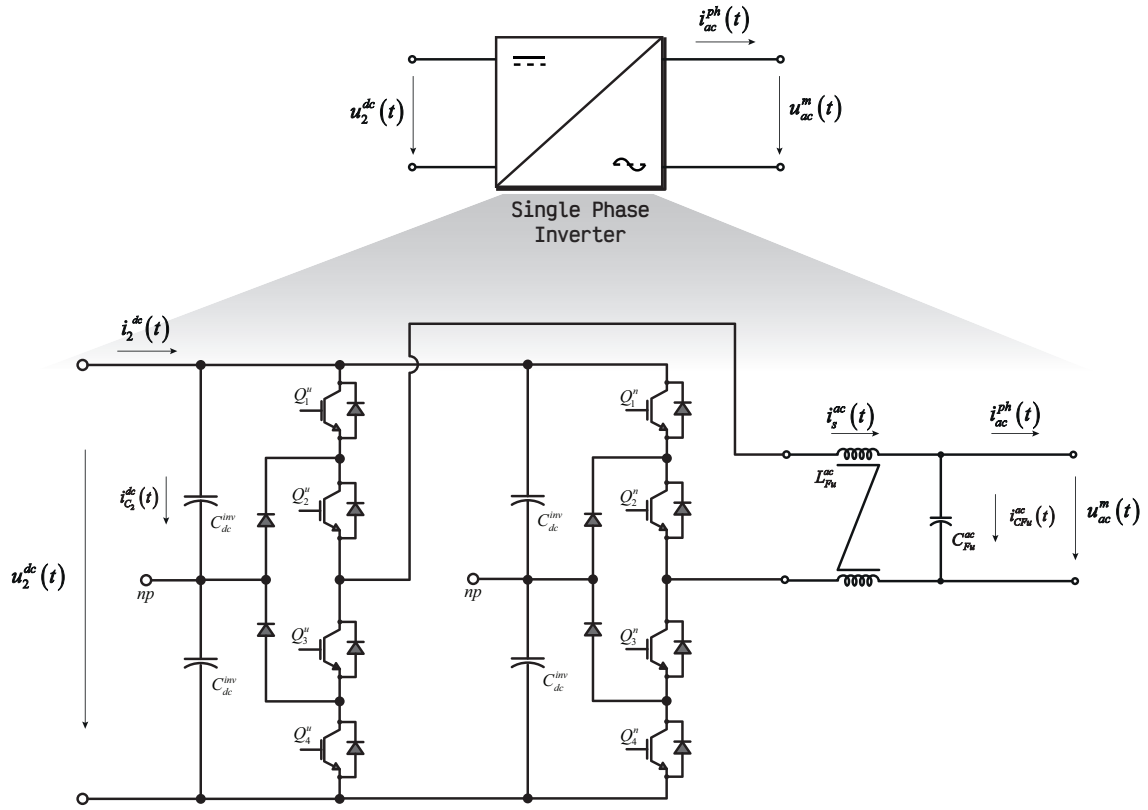 i_ac^ph(t)
u_2^dc(t)
u_ac^m(t)
Single Phase
Inverter
i_2^dc(t)
Q_1^u
Q_1^n
i_s^ac(t)
i_ac^ph(t)
L_Fu^ac
i_C2^dc(t)
C_dc^inv
Q_2^u
C_dc^inv
Q_2^n
i_CFu^ac(t)
C_Fu^ac
u_ac^m(t)
u_2^dc(t)
np
np
Q_3^u
Q_3^n
C_dc^inv
C_dc^inv
Q_4^u
Q_4^n